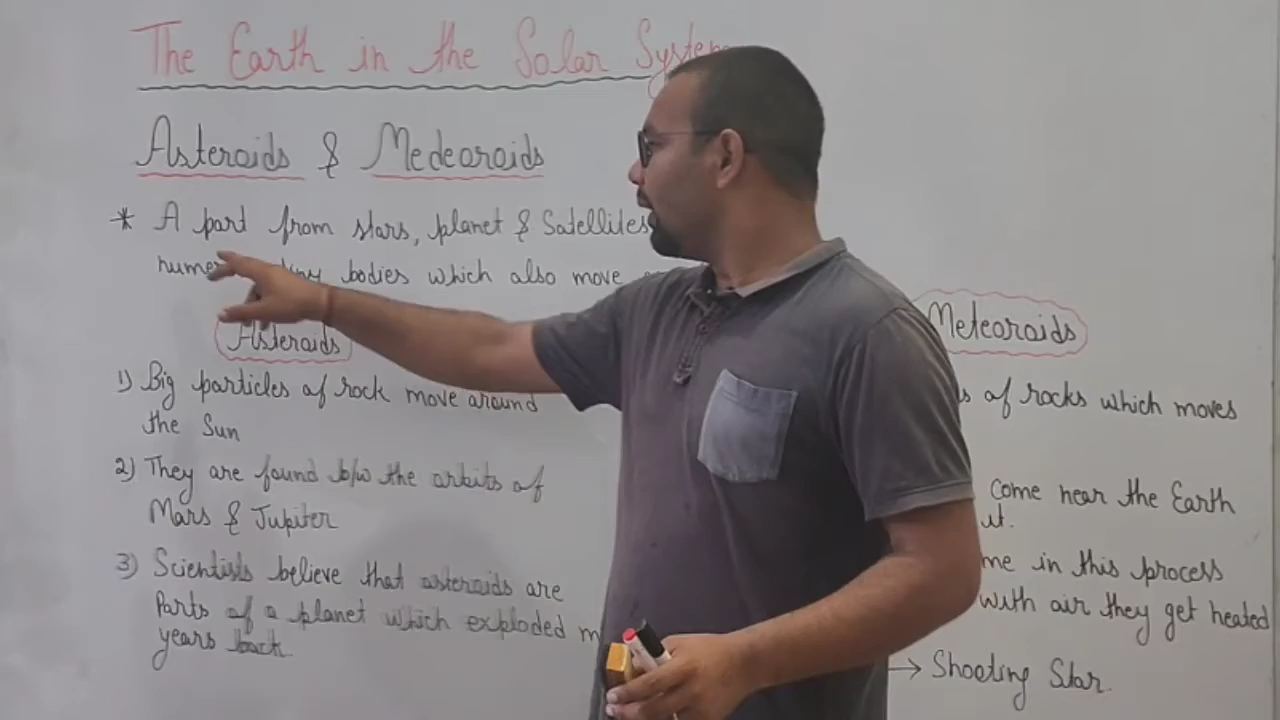 The Earth in the Solar System
Asteroids & Medeoroids
* A part from stars, planet & Satellites
bodies which also move
Asteroids
1) Big particles of rock move around
the Sun
2) They are found b/w the orbits of
Mars & Jupiter
3) Scientists believe that asteroids are
Parts of a planet which exploded
years back
Meteoroids
of rocks which moves
come near the Earth
me in this process
with air they get heated
→ Shooting Star.